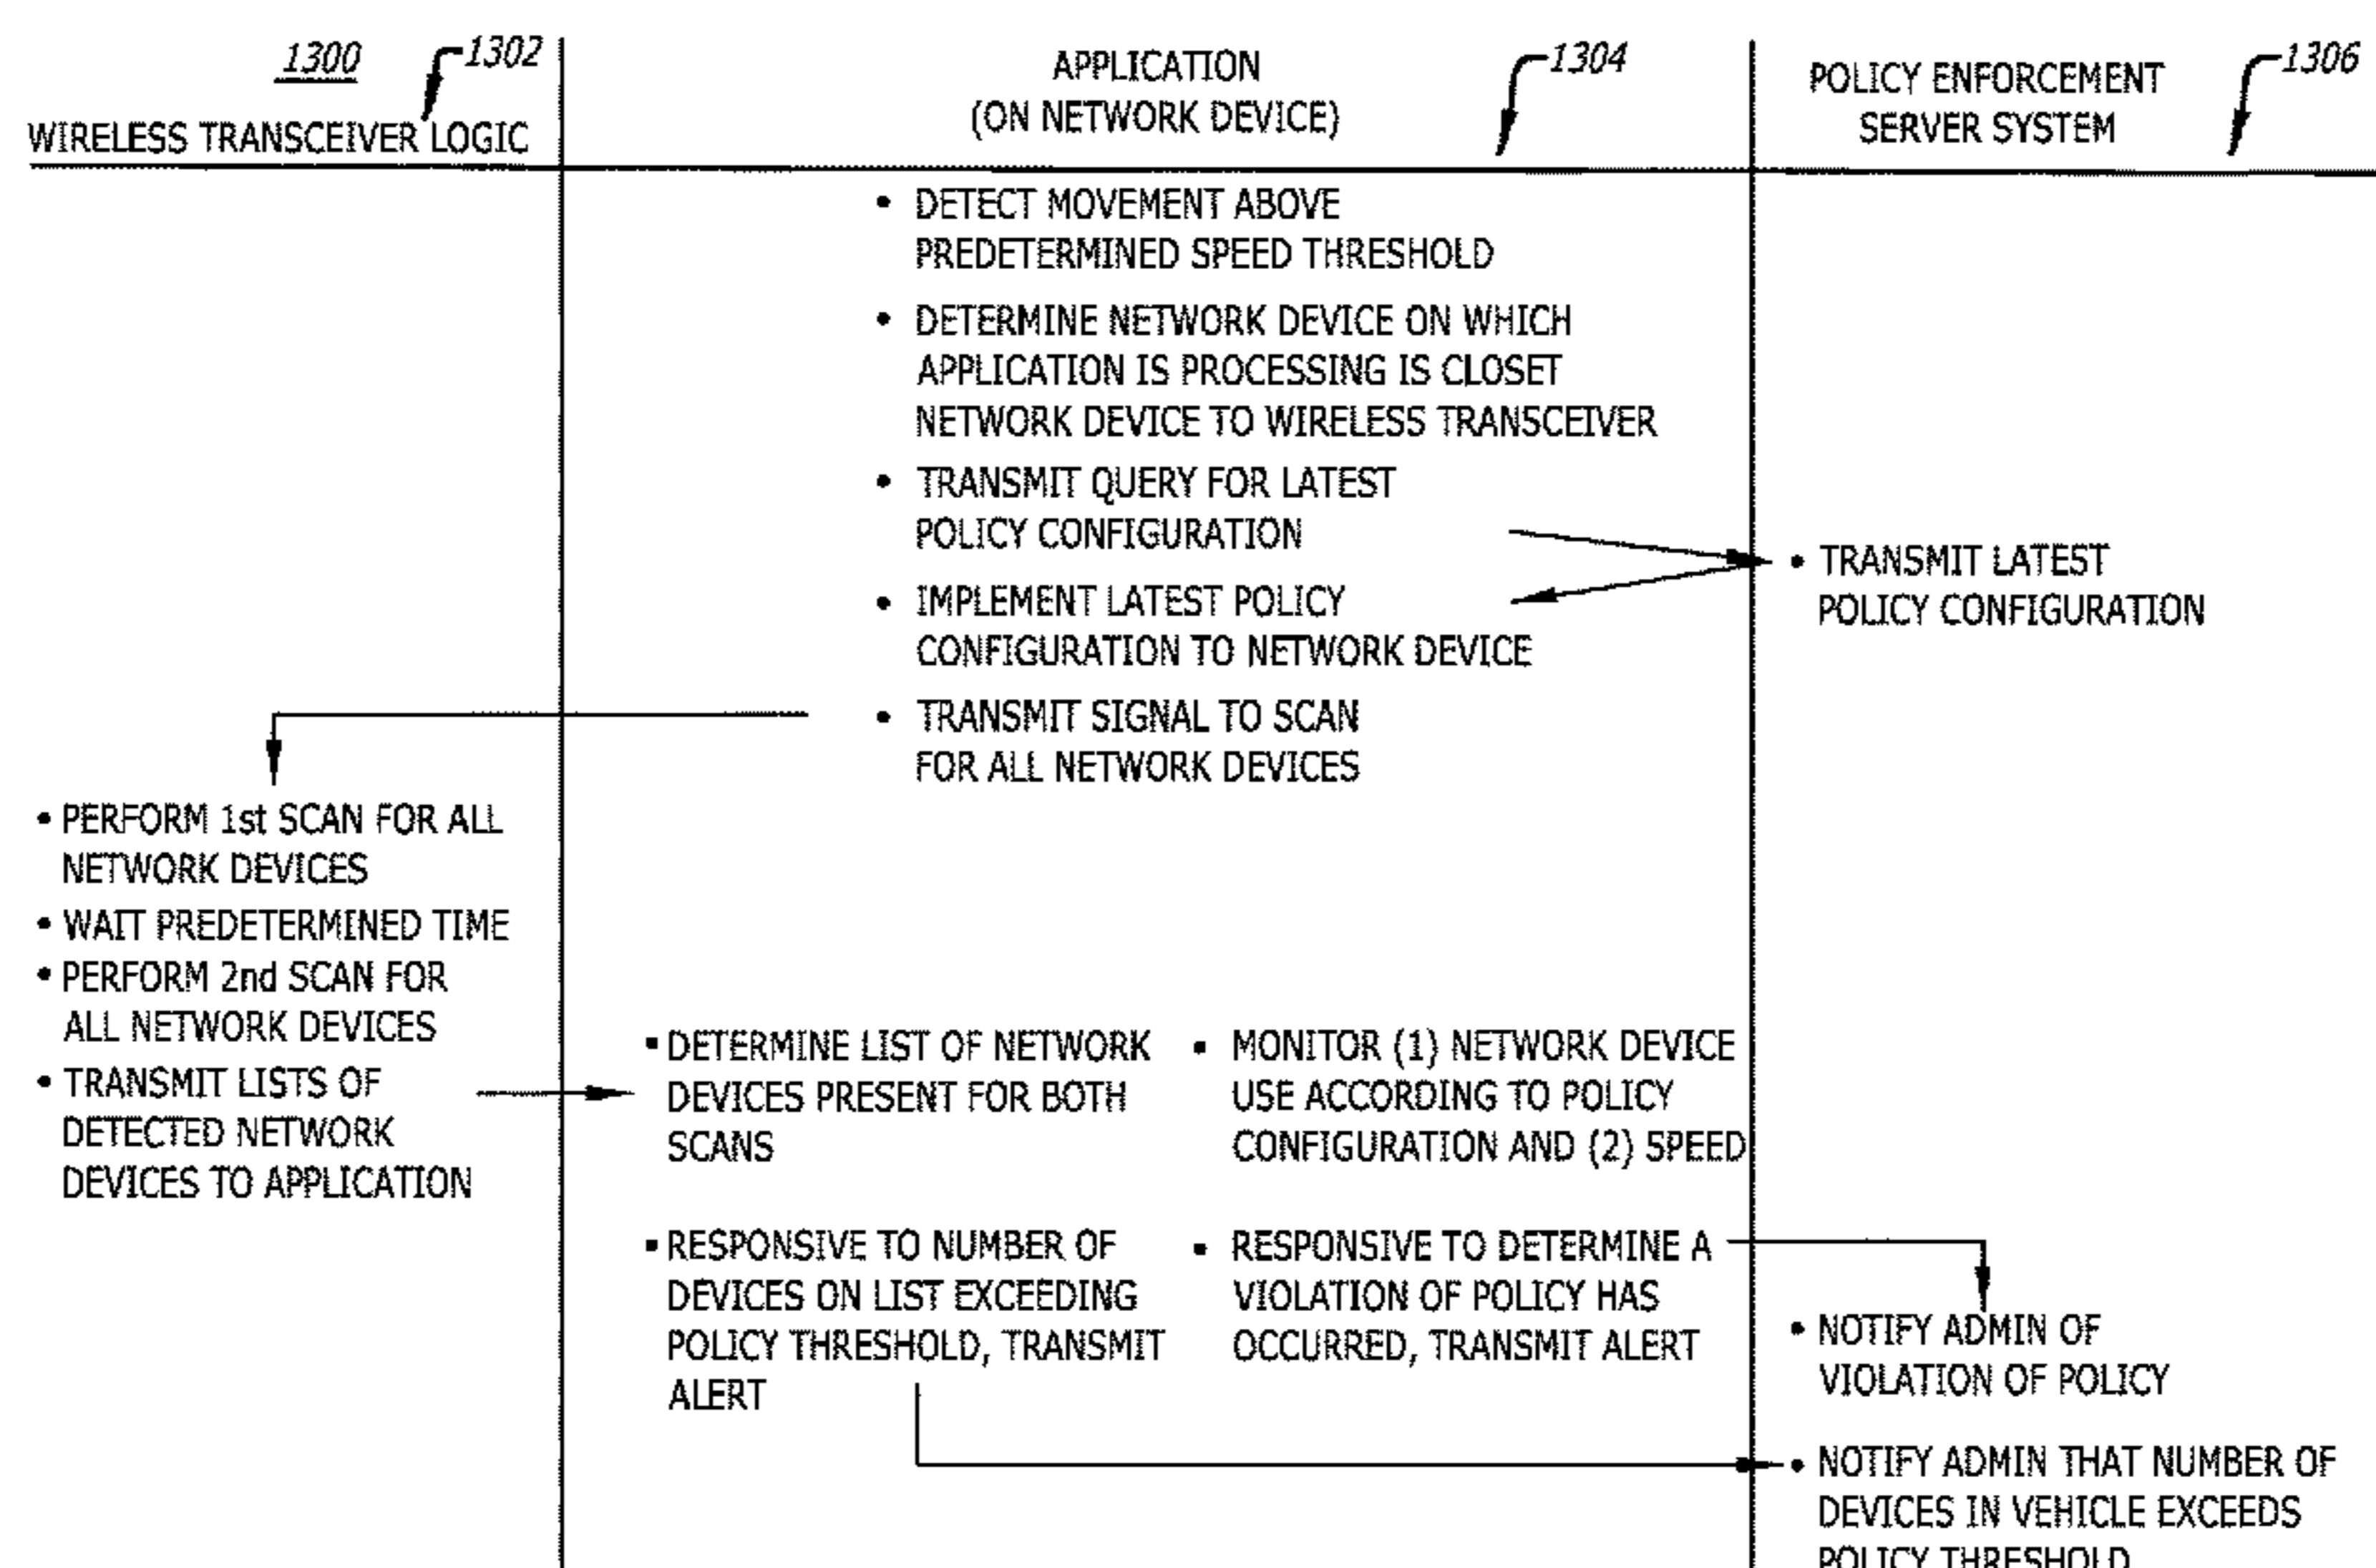 1300
1302
WIRELESS TRANSCEIVER LOGIC
APPLICATION
(ON NETWORK DEVICE)
1304
POLICY ENFORCEMENT
SERVER SYSTEM
1306
• DETECT MOVEMENT ABOVE
PREDETERMINED SPEED THRESHOLD
• DETERMINE NETWORK DEVICE ON WHICH
APPLICATION IS PROCESSING IS CLOSET
NETWORK DEVICE TO WIRELESS TRANSCEIVER
• TRANSMIT QUERY FOR LATEST
POLICY CONFIGURATION
• TRANSMIT LATEST
POLICY CONFIGURATION
• IMPLEMENT LATEST POLICY
CONFIGURATION TO NETWORK DEVICE
• TRANSMIT SIGNAL TO SCAN
FOR ALL NETWORK DEVICES
• PERFORM 1st SCAN FOR ALL
NETWORK DEVICES
• WAIT PREDETERMINED TIME
• PERFORM 2nd SCAN FOR
ALL NETWORK DEVICES
• TRANSMIT LISTS OF
DETECTED NETWORK
DEVICES TO APPLICATION
▪ DETERMINE LIST OF NETWORK
DEVICES PRESENT FOR BOTH
SCANS
▪ RESPONSIVE TO NUMBER OF
DEVICES ON LIST EXCEEDING
POLICY THRESHOLD, TRANSMIT
ALERT
▪ MONITOR (1) NETWORK DEVICE
USE ACCORDING TO POLICY
CONFIGURATION AND (2) SPEED
▪ RESPONSIVE TO DETERMINE A
VIOLATION OF POLICY HAS
OCCURRED, TRANSMIT ALERT
• NOTIFY ADMIN OF
VIOLATION OF POLICY
• NOTIFY ADMIN THAT NUMBER OF
DEVICES IN VEHICLE EXCEEDS
POLICY THRESHOLD